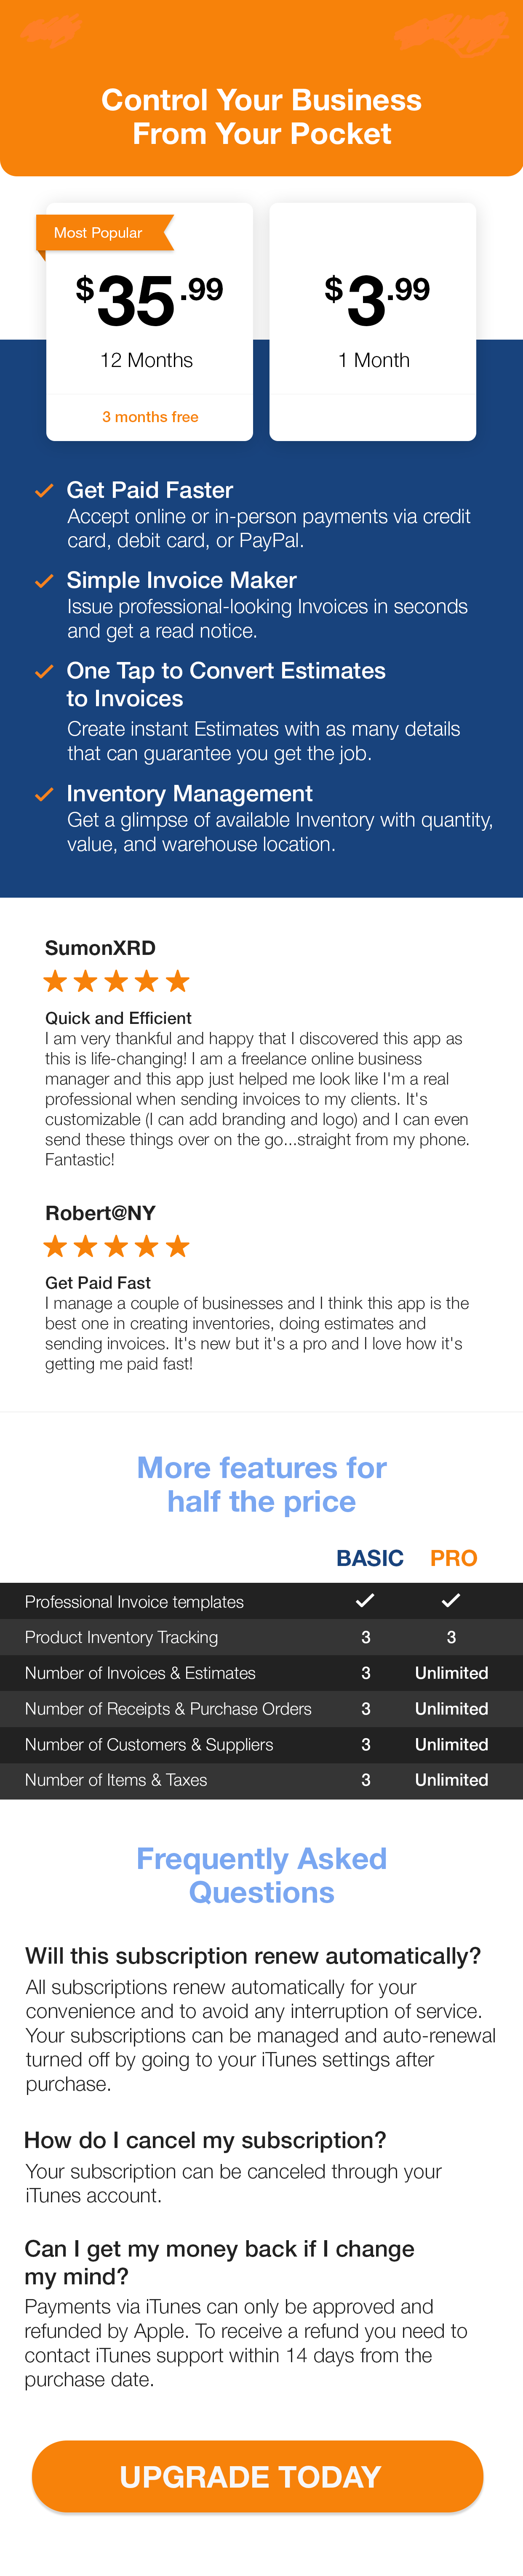 Control Your Business
From Your Pocket
Most Popular
$35.99
12 Months
3 months free
$3.99
1 Month
Get Paid Faster
Accept online or in-person payments via credit
card, debit card, or PayPal.
Simple Invoice Maker
Issue professional-looking Invoices in seconds
and get a read notice.
One Tap to Convert Estimates
to Invoices
Create instant Estimates with as many details
that can guarantee you get the job.
Inventory Management
Get a glimpse of available Inventory with quantity,
value, and warehouse location.
SumonXRD
Quick and Efficient
I am very thankful and happy that I discovered this app as
this is life-changing! I am a freelance online business
manager and this app just helped me look like I'm a real
professional when sending invoices to my clients. It's
customizable (I can add branding and logo) and I can even
send these things over on the go...straight from my phone.
Fantastic!
Robert@NY
Get Paid Fast
I manage a couple of businesses and I think this app is the
best one in creating inventories, doing estimates and
sending invoices. It's new but it's a pro and I love how it's
getting me paid fast!
More features for
half the price
BASIC PRO
Professional Invoice templates
Product Inventory Tracking 3 3
Number of Invoices & Estimates 3 Unlimited
Number of Receipts & Purchase Orders 3 Unlimited
Number of Customers & Suppliers 3 Unlimited
Number of Items & Taxes 3 Unlimited
Frequently Asked
Questions
Will this subscription renew automatically?
All subscriptions renew automatically for your
convenience and to avoid any interruption of service.
Your subscriptions can be managed and auto-renewal
turned off by going to your iTunes settings after
purchase.
How do I cancel my subscription?
Your subscription can be canceled through your
iTunes account.
Can I get my money back if I change
my mind?
Payments via iTunes can only be approved and
refunded by Apple. To receive a refund you need to
contact iTunes support within 14 days from the
purchase date.
UPGRADE TODAY